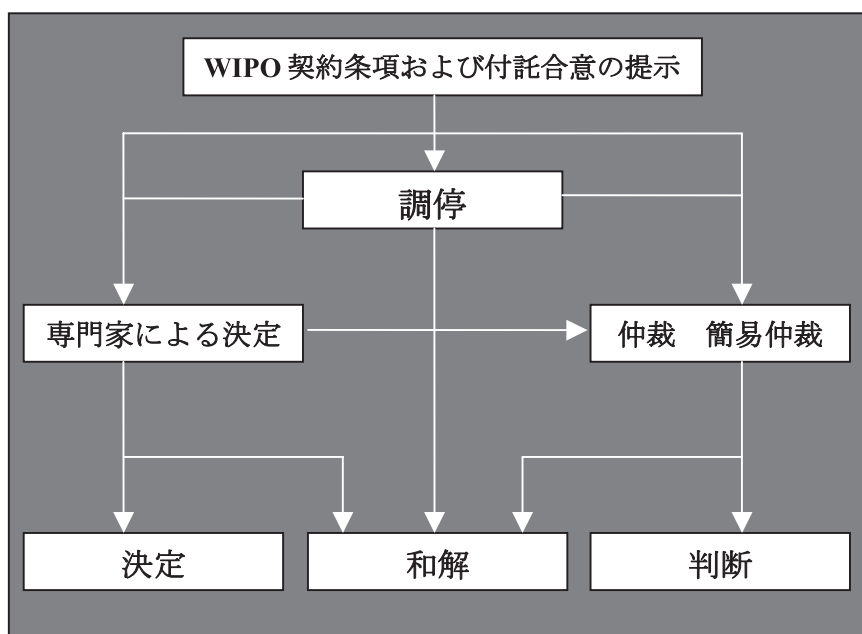 WIPO 契約条項および付託合意の提示
調停
専門家による決定
仲裁　簡易仲裁
決定
和解
判断